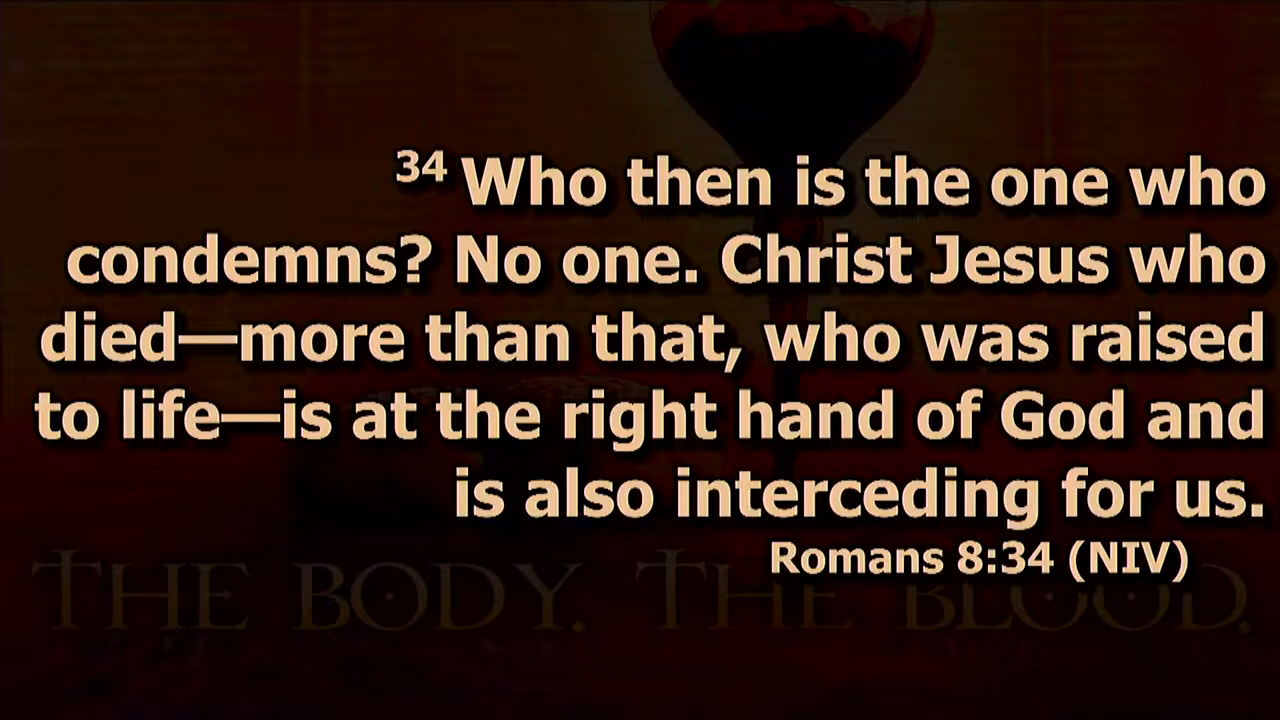 34 Who then is the one who
condemns? No one. Christ Jesus who
died—more than that, who was raised
to life—is at the right hand of God and
is also interceding for us.
Romans 8:34 (NIV)
THE BODY. THE BLOOD.